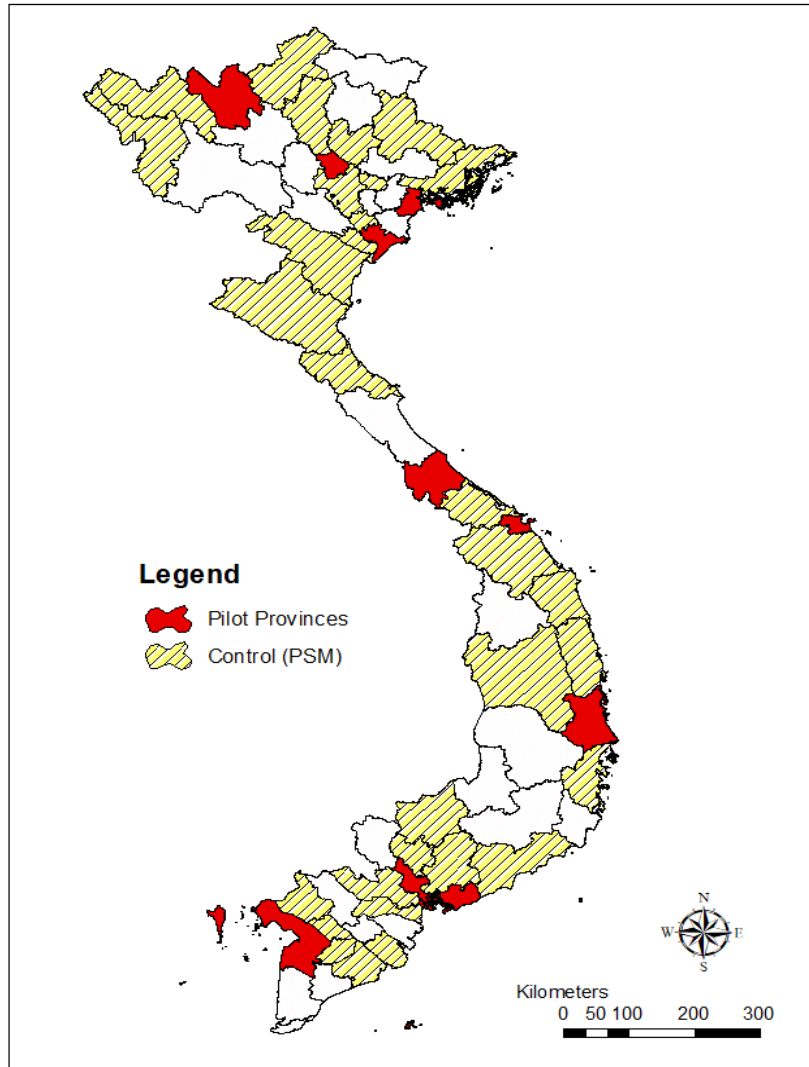 Legend
Pilot Provinces
Control (PSM)
N
W E
S
Kilometers
0 50 100 200 300